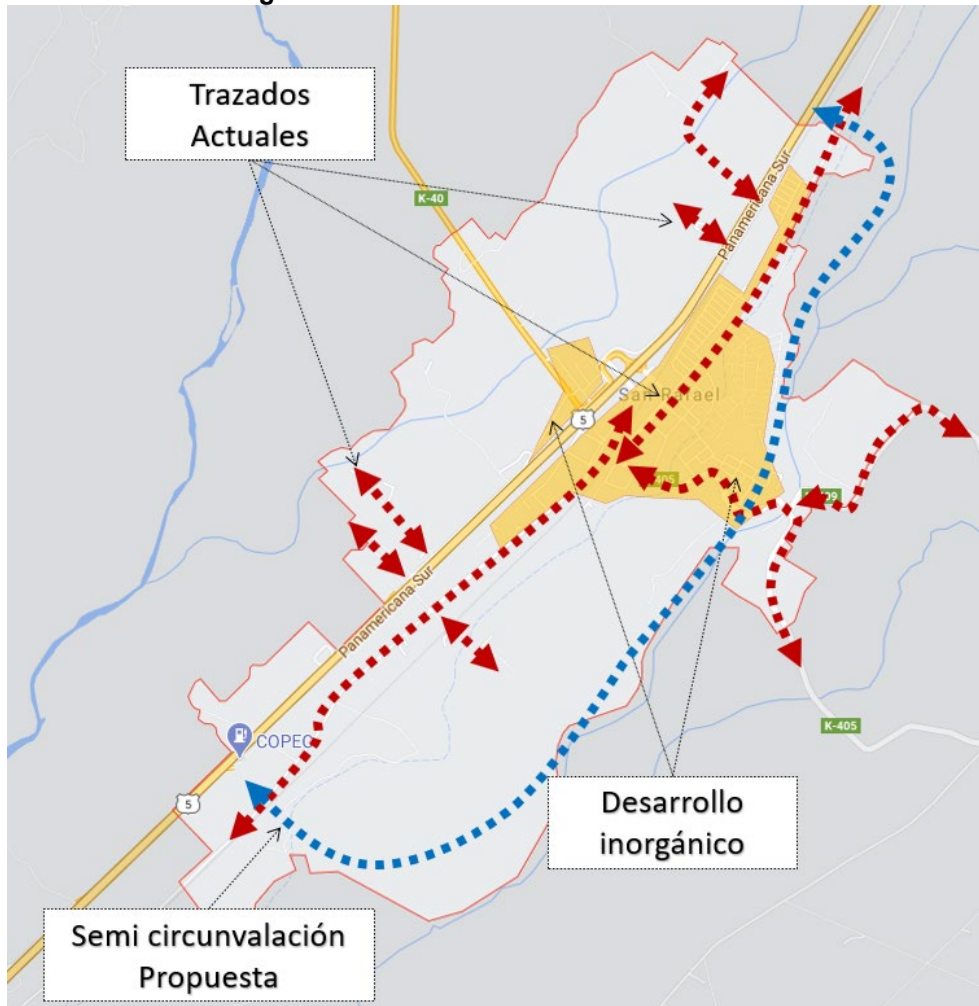 Trazados
Actuales
K-40
Panamericana Sur
San Rafael
5
Panamericana Sur
K-405
COPEC
5
Desarrollo
inorgánico
Semi circunvalación
Propuesta